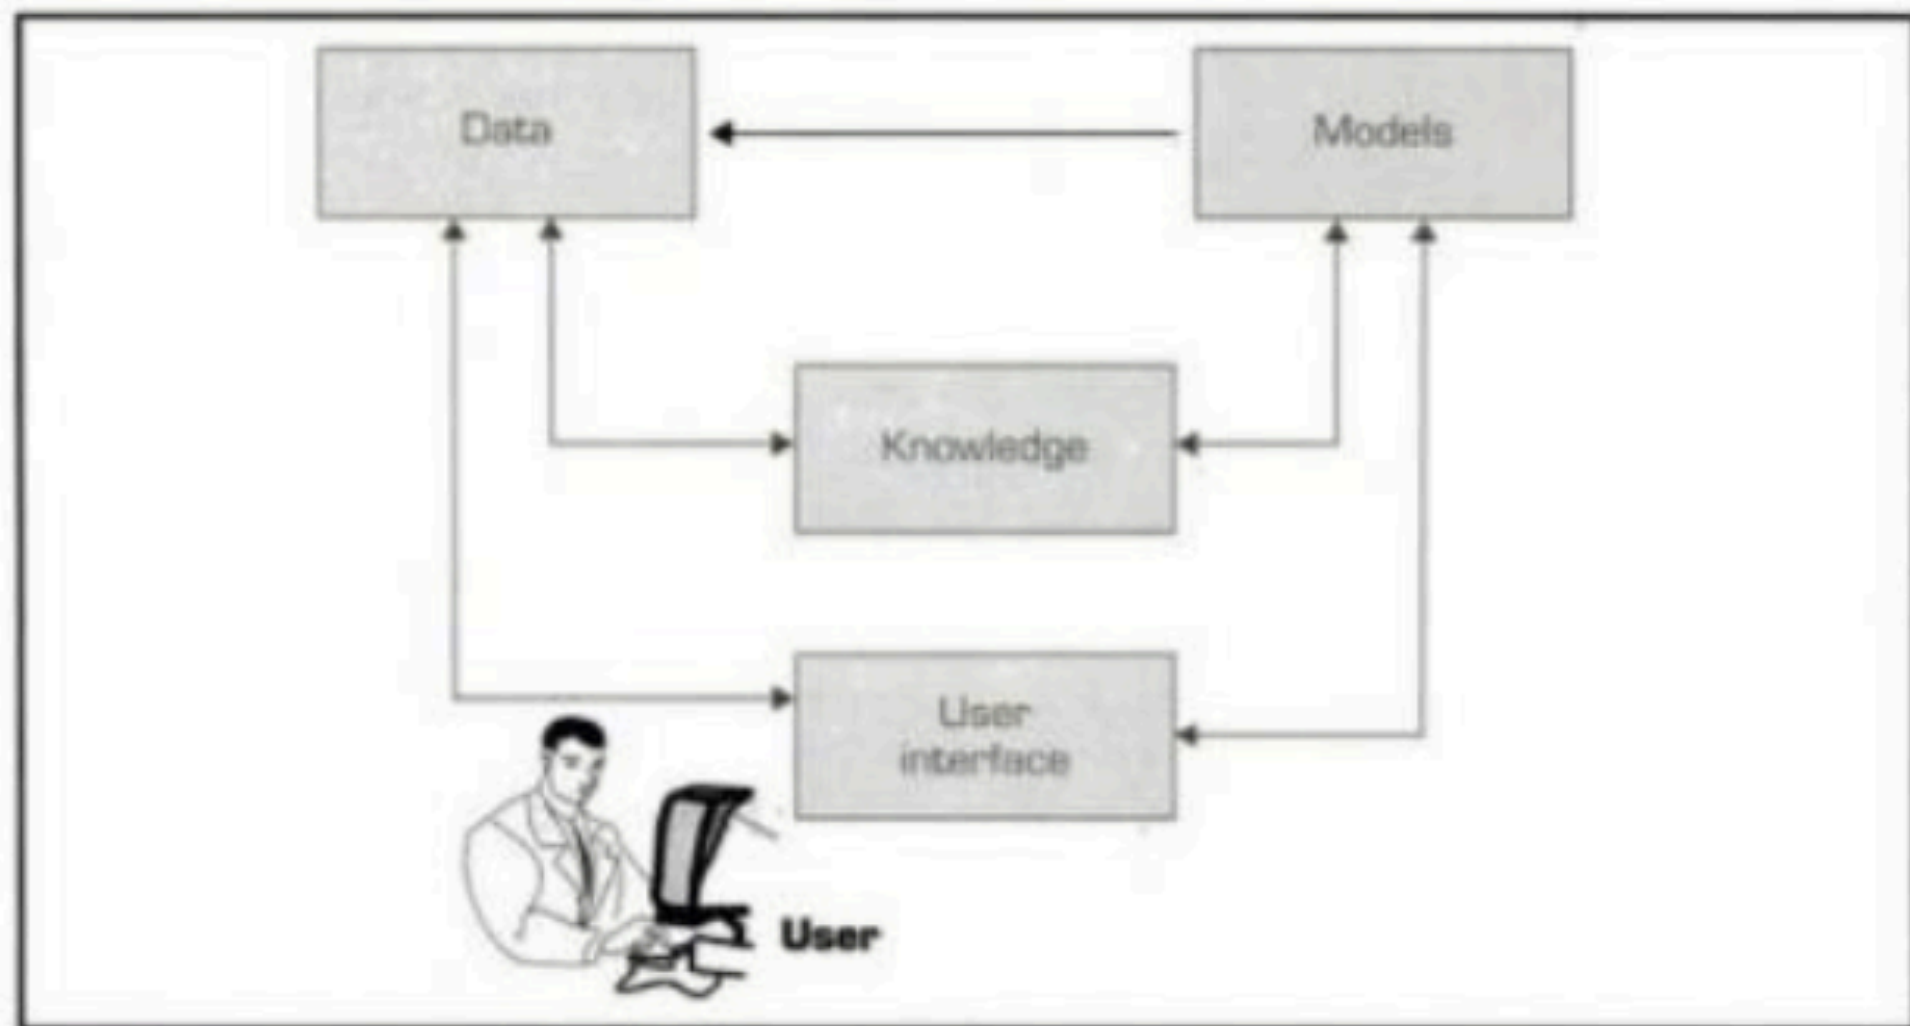 Data
Models
Knowledge
User
interface
User